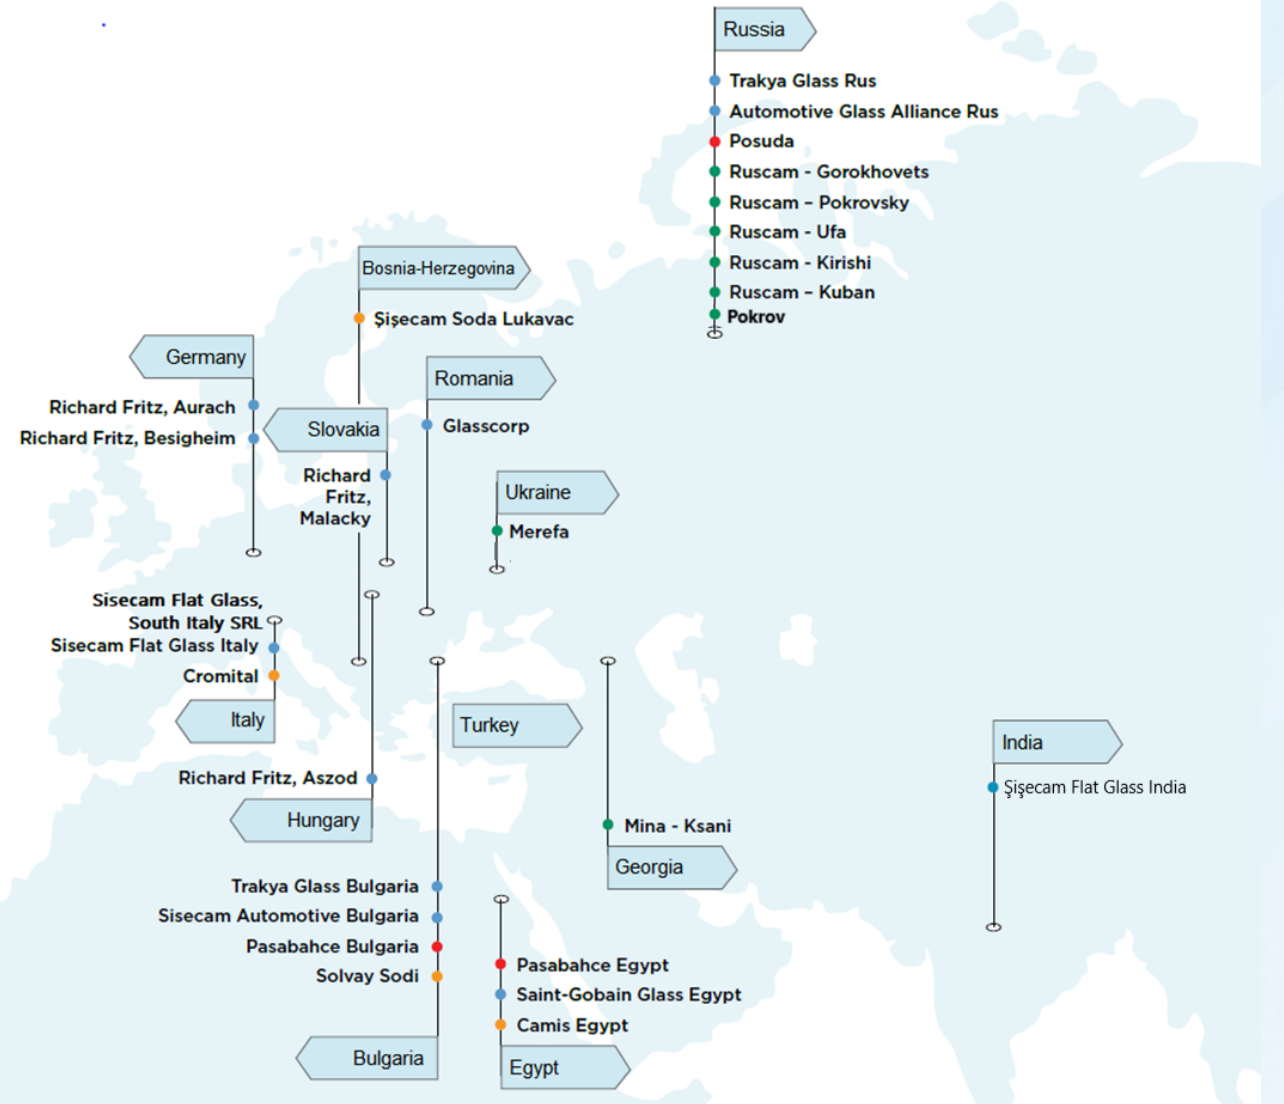 Russia
Trakya Glass Rus
Automotive Glass Alliance Rus
Posuda
Ruscam - Gorokhovets
Ruscam – Pokrovsky
Ruscam - Ufa
Ruscam - Kirishi
Ruscam – Kuban
Pokrov
Bosnia-Herzegovina
Şişecam Soda Lukavac
Germany
Richard Fritz, Aurach
Richard Fritz, Besigheim
Slovakia
Richard
Fritz,
Malacky
Romania
Glasscorp
Ukraine
Merefa
Sisecam Flat Glass,
South Italy SRL
Sisecam Flat Glass Italy
Cromital
Italy
Turkey
Richard Fritz, Aszod
Hungary
Mina - Ksani
Georgia
India
Şişecam Flat Glass India
Trakya Glass Bulgaria
Sisecam Automotive Bulgaria
Pasabahce Bulgaria
Solvay Sodi
Bulgaria
Pasabahce Egypt
Saint-Gobain Glass Egypt
Camis Egypt
Egypt